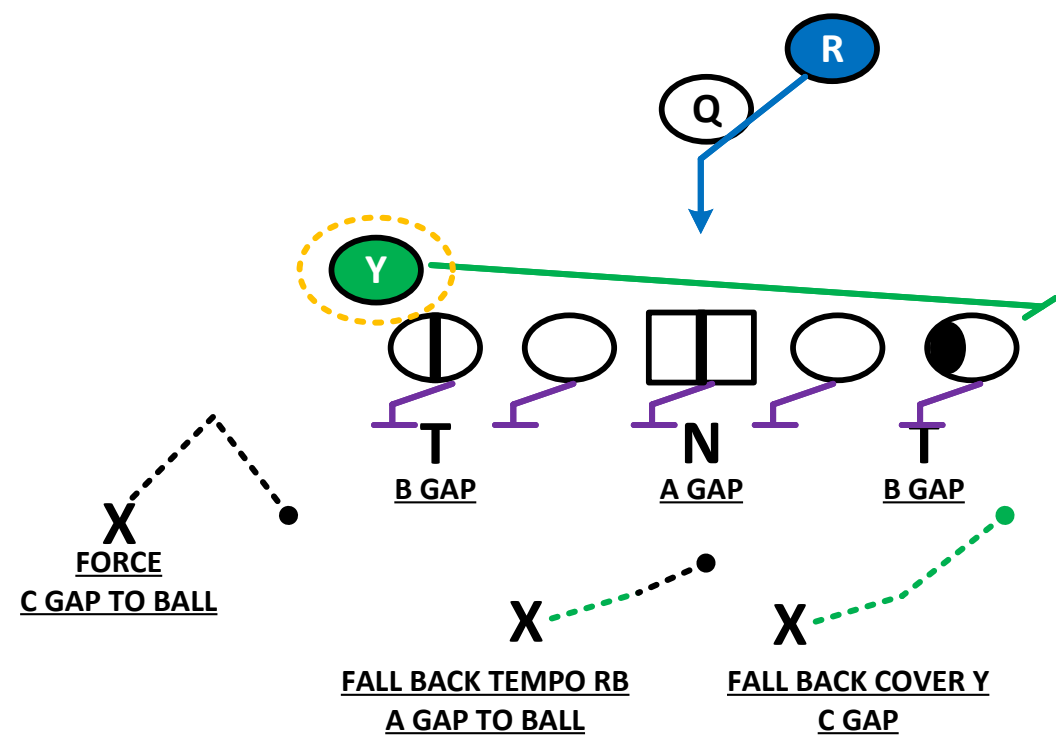 R
Q
Y
T N T
B GAP A GAP B GAP
X
FORCE
C GAP TO BALL
X
FALL BACK TEMPO RB
A GAP TO BALL
X
FALL BACK COVER Y
C GAP